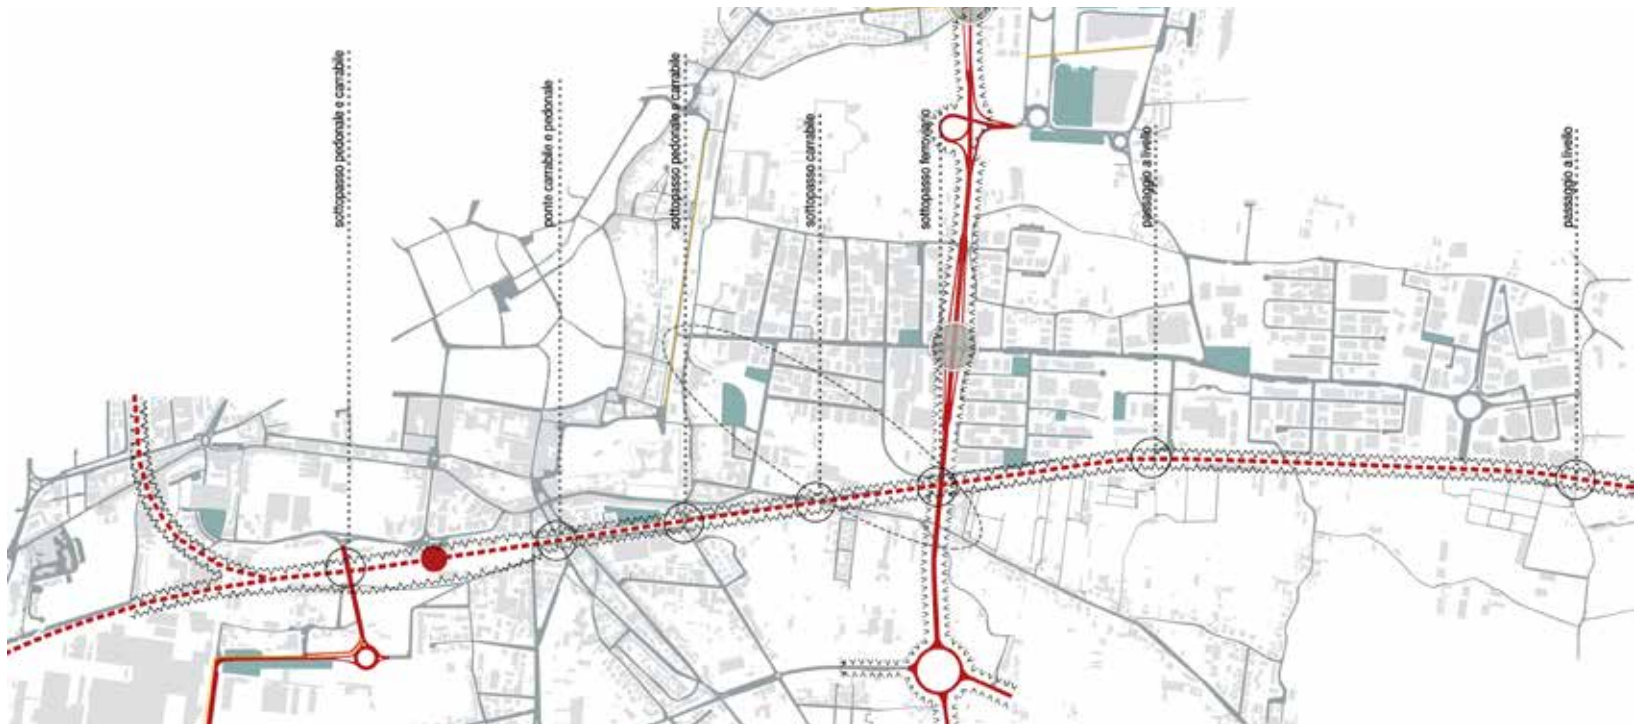 sottopasso pedonale e carrabile
ponte carrabile e pedonale
sottopasso pedonale e carrabile
sottopasso carrabile
sottopasso ferroviario
passaggio a livello
passaggio a livello